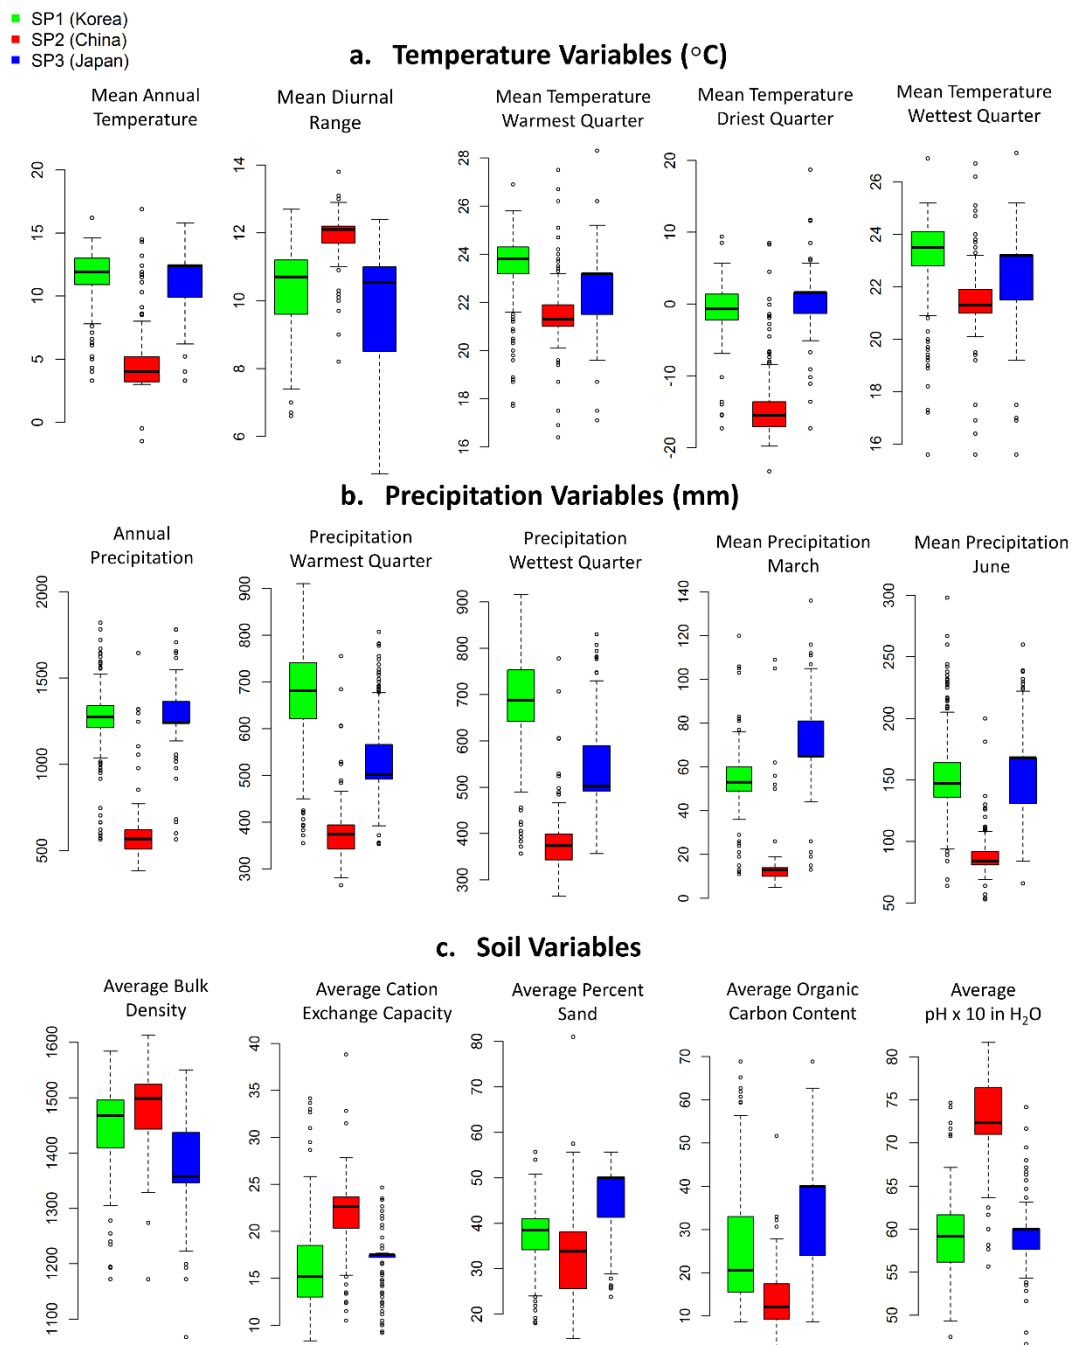 SP1 (Korea)
SP2 (China)
SP3 (Japan)
a. Temperature Variables (°C)
Mean Annual
Temperature
Mean Diurnal
Range
Mean Temperature
Warmest Quarter
Mean Temperature
Driest Quarter
Mean Temperature
Wettest Quarter
20
15
10
5
0
14
12
10
8
6
28
26
24
22
20
18
16
20
10
0
-10
-20
26
24
22
20
18
16
b. Precipitation Variables (mm)
Annual
Precipitation
Precipitation
Warmest Quarter
Precipitation
Wettest Quarter
Mean Precipitation
March
Mean Precipitation
June
2000
1500
1000
500
900
800
700
600
500
400
300
900
800
700
600
500
400
300
140
120
100
80
60
40
20
0
300
250
200
150
100
50
c. Soil Variables
Average Bulk
Density
Average Cation
Exchange Capacity
Average Percent
Sand
Average Organic
Carbon Content
Average
pH x 10 in H₂O
1600
1500
1400
1300
1200
1100
40
35
30
25
20
15
10
80
70
60
50
40
30
20
70
60
50
40
30
20
10
80
75
70
65
60
55
50